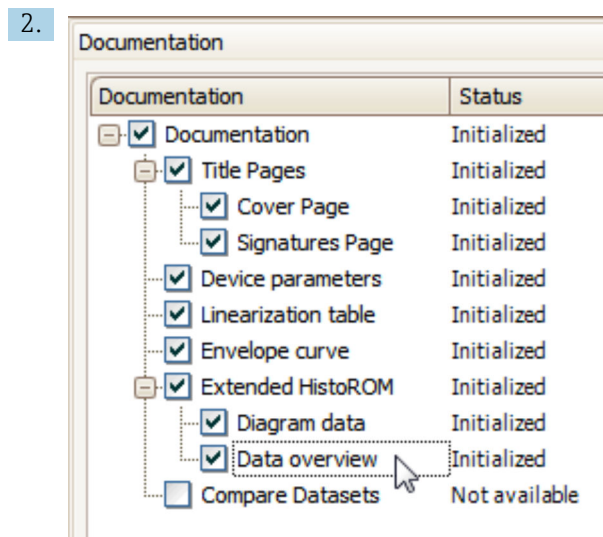 2.
Documentation
Documentation Status
Documentation Initialized
Title Pages Initialized
Cover Page Initialized
Signatures Page Initialized
Device parameters Initialized
Linearization table Initialized
Envelope curve Initialized
Extended HistoROM Initialized
Diagram data Initialized
Data overview Initialized
Compare Datasets Not available